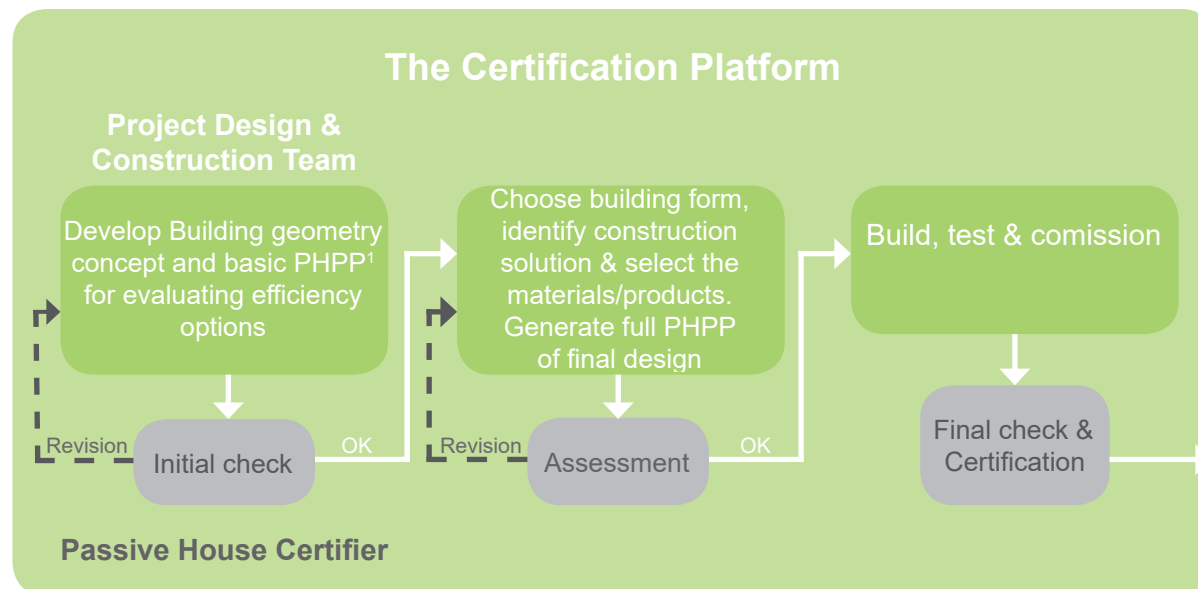 The Certification Platform
Project Design &
Construction Team
Develop Building geometry
concept and basic PHPP¹
for evaluating efficiency
options
Choose building form,
identify construction
solution & select the
materials/products.
Generate full PHPP
of final design
Build, test & comission
Revision
Initial check
OK
Revision
Assessment
OK
Final check &
Certification
Passive House Certifier